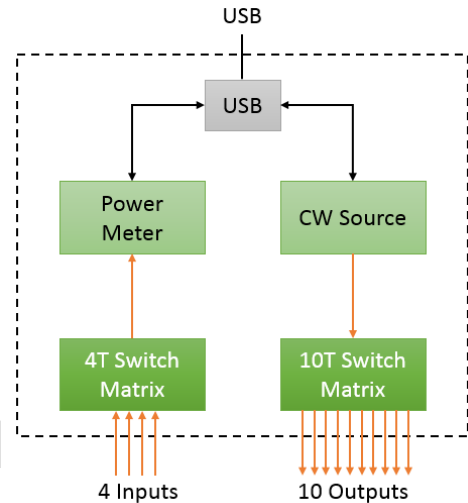 USB
USB
Power
Meter
CW Source
4T Switch
Matrix
10T Switch
Matrix
4 Inputs
10 Outputs